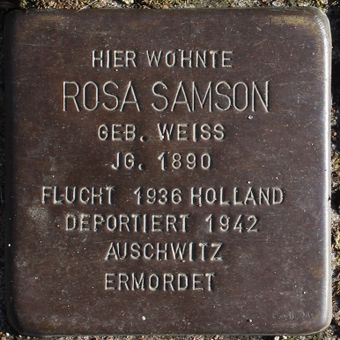 HIER WOHNTE
ROSA SAMSON
GEB. WEISS
JG. 1890
FLUCHT 1936 HOLLAND
DEPORTIERT 1942
AUSCHWITZ
ERMORDET